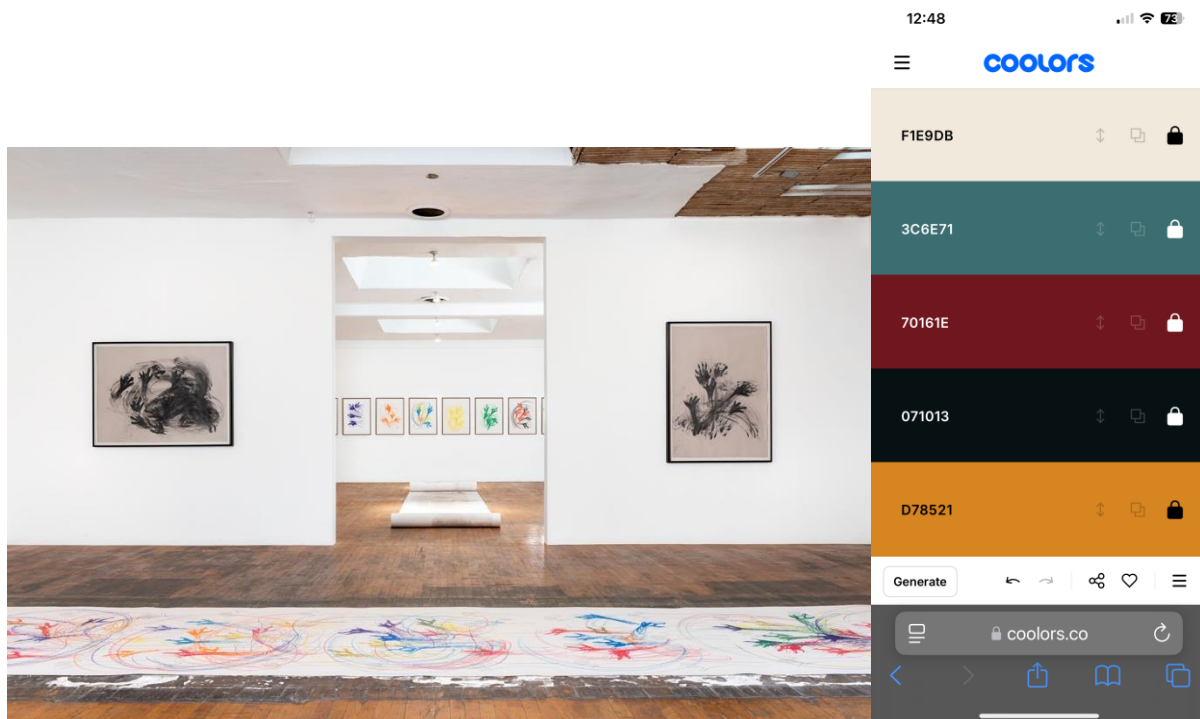 12:48
73
coolors
F1E9DB
3C6E71
70161E
071013
D78521
Generate
coolors.co